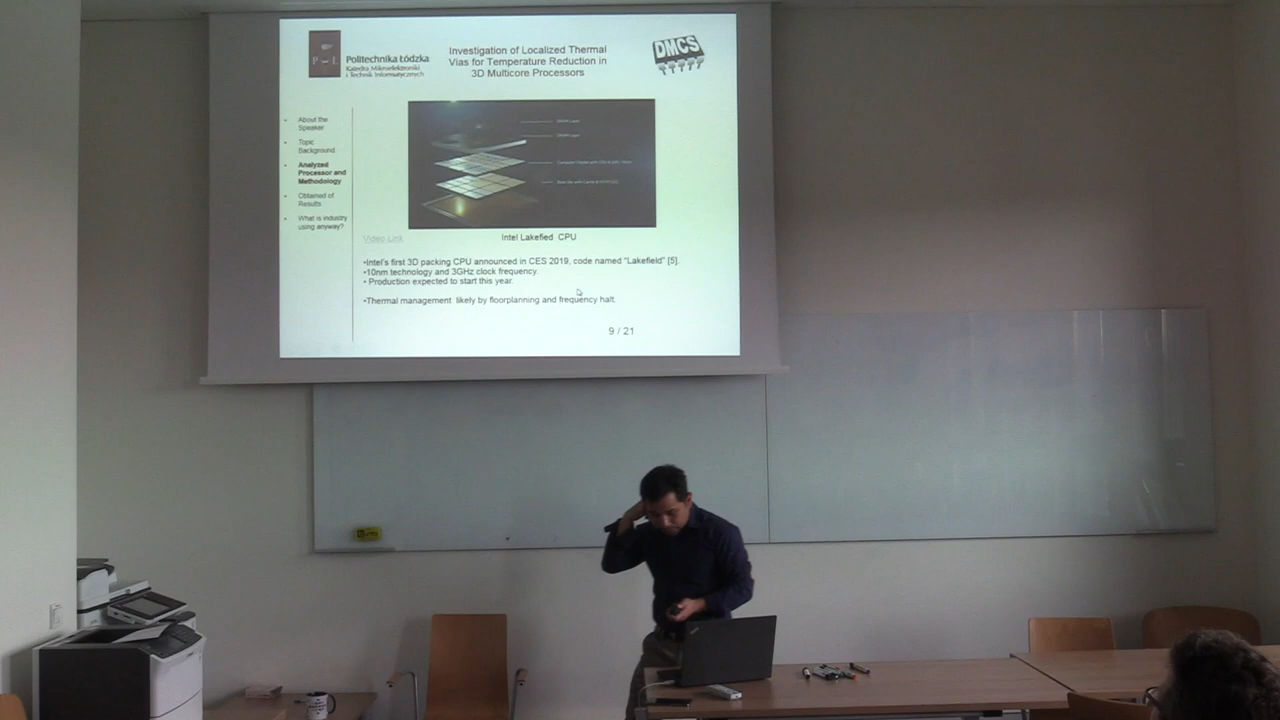 P Ł
Politechnika Łódzka
Katedra Mikroelektroniki
i Technik Informatycznych
Investigation of Localized Thermal
Vias for Temperature Reduction in
3D Multicore Processors
DMCS
• About the
Speaker
• Topic
Background
• Analyzed
Processor and
Methodology
• Obtained of
Results
• What is industry
using anyway?
DRAM Layer
DRAM Layer
Video Link
Intel Lakefied CPU
•Intel's first 3D packing CPU announced in CES 2019, code named "Lakefield" [5].
•10nm technology and 3GHz clock frequency.
• Production expected to start this year.
•Thermal management likely by floorplanning and frequency halt.
9 / 21